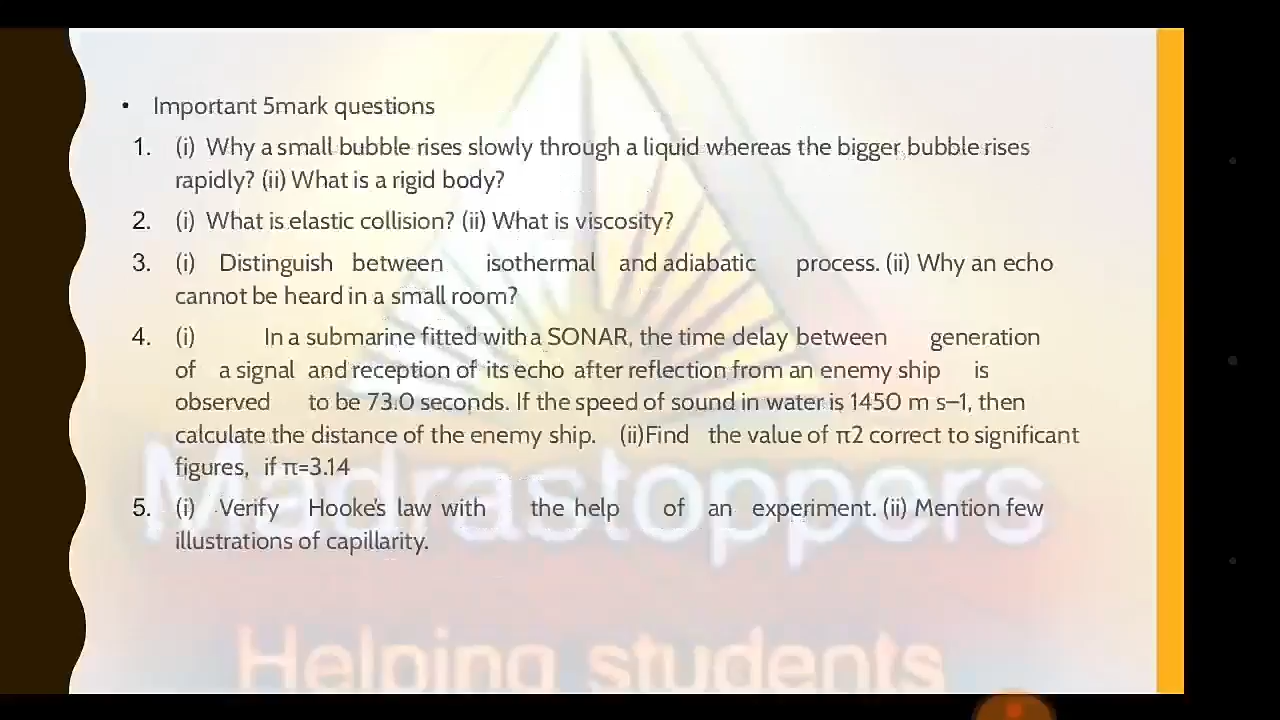 • Important 5mark questions
1. (i) Why a small bubble rises slowly through a liquid whereas the bigger bubble rises
rapidly? (ii) What is a rigid body?
2. (i) What is elastic collision? (ii) What is viscosity?
3. (i) Distinguish between isothermal and adiabatic process. (ii) Why an echo
cannot be heard in a small room?
4. (i) In a submarine fitted with a SONAR, the time delay between generation
of a signal and reception of its echo after reflection from an enemy ship is
observed to be 73.0 seconds. If the speed of sound in water is 1450 m s–1, then
calculate the distance of the enemy ship. (ii)Find the value of π2 correct to significant
figures, if π=3.14
5. (i) Verify Hooke's law with the help of an experiment. (ii) Mention few
illustrations of capillarity.
Madrastoppers
Helping students